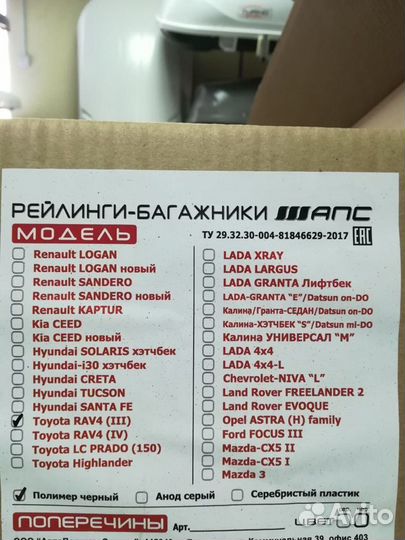 РЕЙЛИНГИ-БАГАЖНИКИ АПС
МОДЕЛЬ
ТУ 29.32.30-004-81846629-2017 EAC
Renault LOGAN
Renault LOGAN новый
Renault SANDERO
Renault SANDERO новый
Renault KAPTUR
Kia CEED
Kia CEED новый
Hyundai SOLARIS хэтчбек
Hyundai-i30 хэтчбек
Hyundai CRETA
Hyundai TUCSON
Hyundai SANTA FE
Toyota RAV4 (III)
Toyota RAV4 (IV)
Toyota LC PRADO (150)
Toyota Highlander
LADA XRAY
LADA LARGUS
LADA GRANTA Лифтбек
LADA-GRANTA "E"/Datsun on-DO
Калина/Гранта-СЕДАН/Datsun on-DO
Калина-ХЭТЧБЕК "S"/Datsun mi-DO
Калина УНИВЕРСАЛ "М"
LADA 4x4
LADA 4x4-L
Chevrolet-NIVA "L"
Land Rover FREELANDER 2
Land Rover EVOQUE
Opel ASTRA (H) family
Ford FOCUS III
Mazda-CX5 II
Mazda-CX5 I
Mazda 3
Полимер черный
Анод серый
Серебристый пластик
ПОПЕРЕЧИНЫ
Арт.
ЦВЕТ
Avito